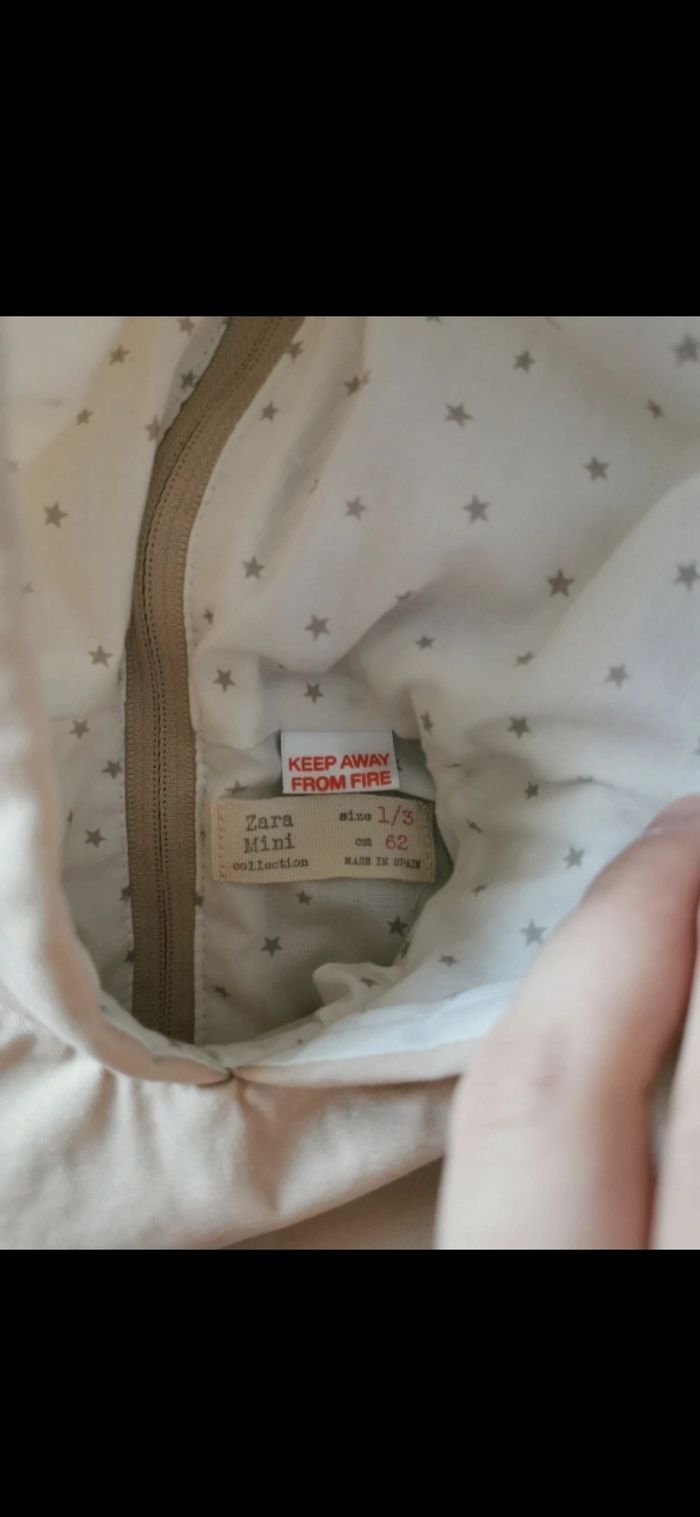 KEEP AWAY
FROM FIRE
Zara size 1/3
Mini cm 62
collection MADE IN SPAIN